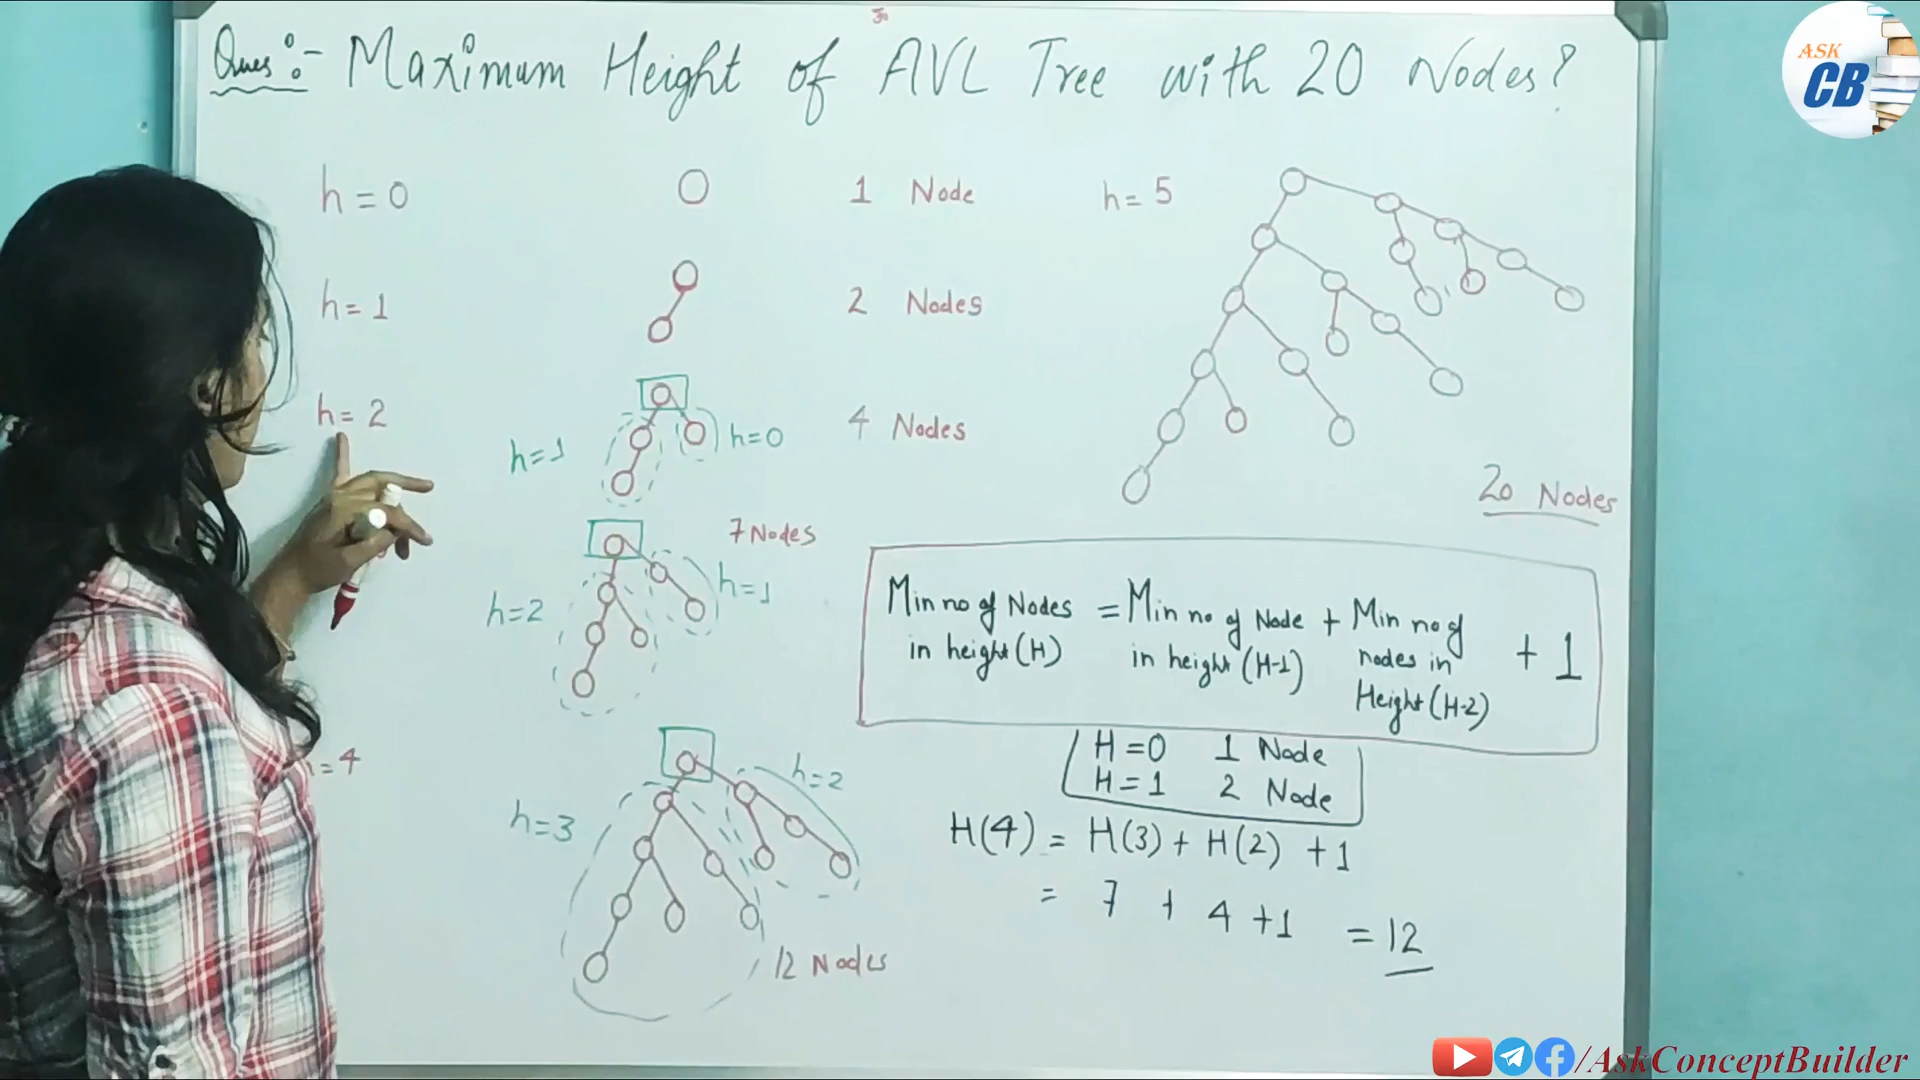 Ques:- Maximum Height of AVL Tree with 20 Nodes?
ASK
CB
h = 0
1 Node
h = 5
h = 1
2 Nodes
h = 2
h=1
h=0
4 Nodes
20 Nodes
7 Nodes
h=2
h=1
Min no of Nodes in height (H) = Min no of Node in height (H-1) + Min no of nodes in Height (H-2) + 1
H = 0 1 Node
H = 1 2 Node
= 4
h=3
h=2
12 Nodes
H(4) = H(3) + H(2) + 1
= 7 + 4 + 1 = 12
/AskConceptBuilder